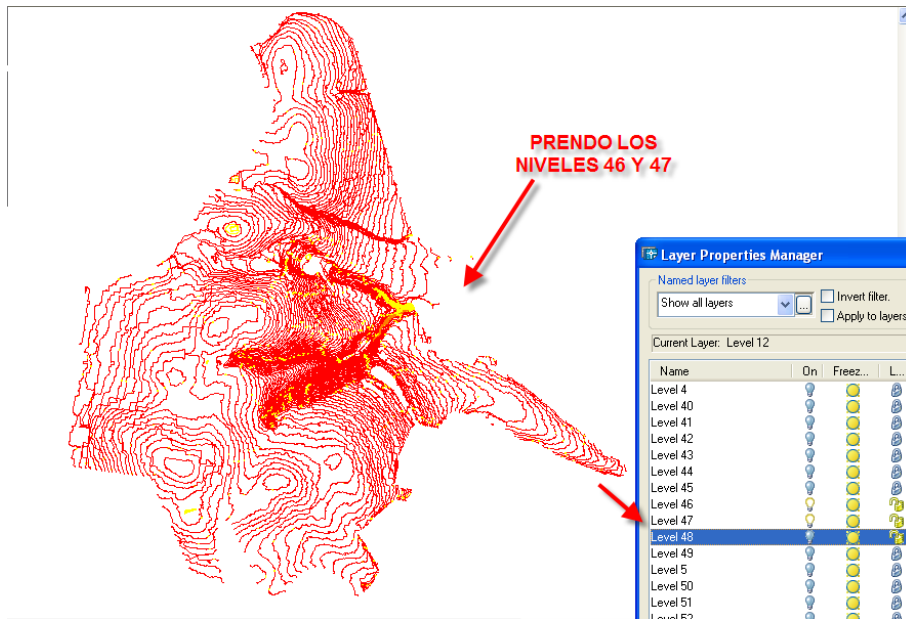 PRENDO LOS
NIVELES 46 Y 47
Layer Properties Manager
Named layer filters
Show all layers
...
Invert filter.
Apply to layers
Current Layer: Level 12
Name On Freez... L...
Level 4
Level 40
Level 41
Level 42
Level 43
Level 44
Level 45
Level 46
Level 47
Level 48
Level 49
Level 5
Level 50
Level 51
Level 52